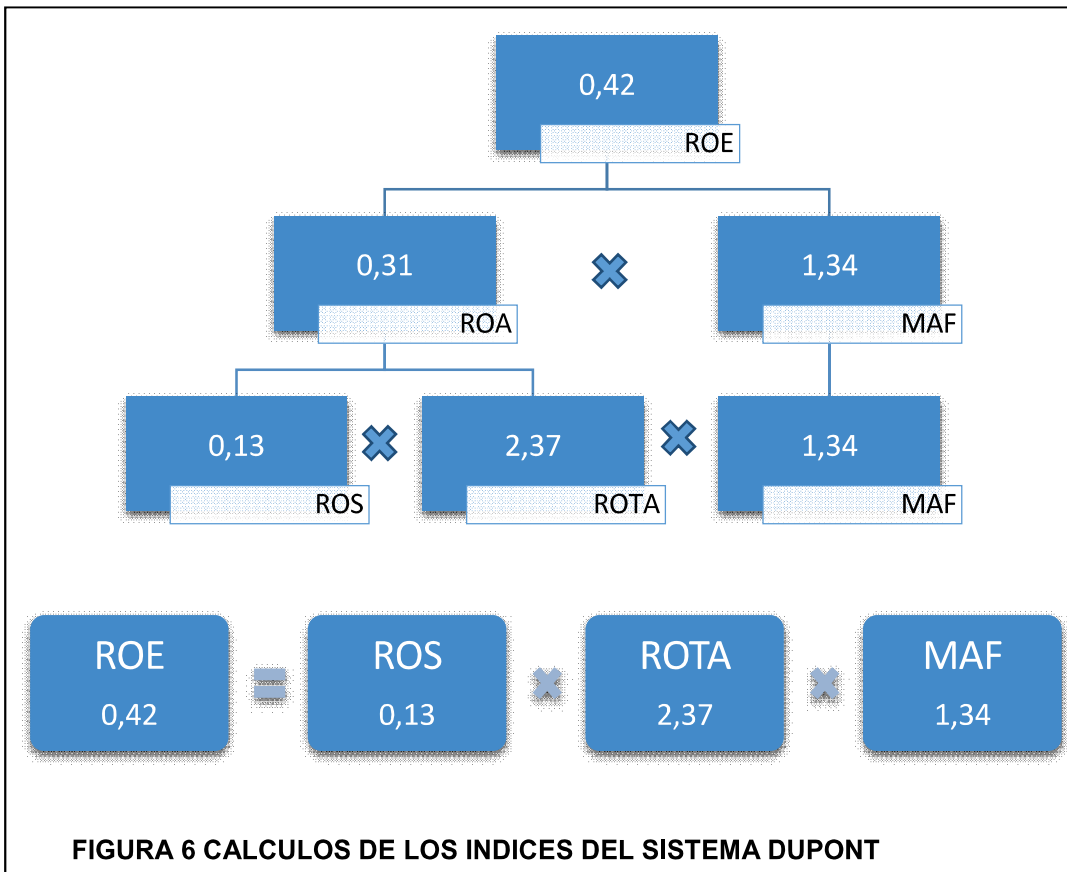 0,42
ROE
0,31
1,34
ROA
MAF
0,13
2,37
1,34
ROS
ROTA
MAF
ROE
ROS
ROTA
MAF
0,42
0,13
2,37
1,34
FIGURA 6 CALCULOS DE LOS INDICES DEL SISTEMA DUPONT